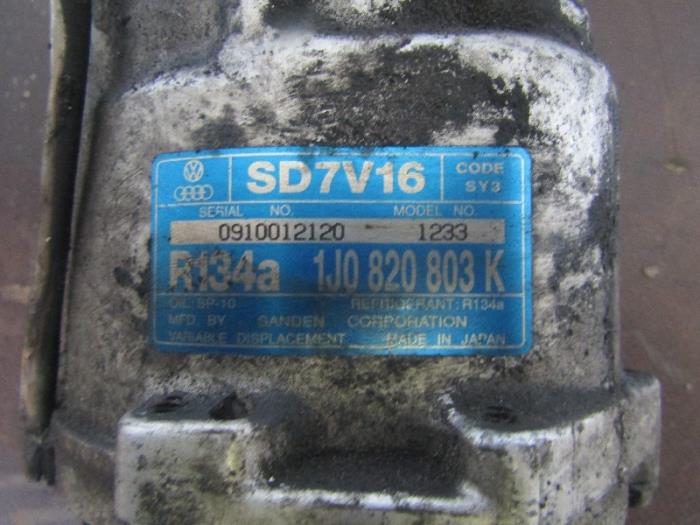 SD7V16 CODE SY3
SERIAL NO. MODEL NO.
0910012120 1233
R134a 1J0 820 803 K
OIL: SP-10 REFRIGERANT: R134a
MFD. BY SANDEN CORPORATION
VARIABLE DISPLACEMENT MADE IN JAPAN